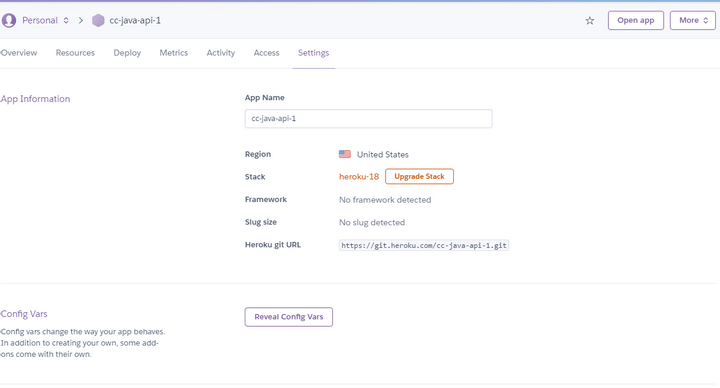 Personal cc-java-api-1 Open app More
Overview Resources Deploy Metrics Activity Access Settings
App Information
App Name
cc-java-api-1
Region United States
Stack heroku-18 Upgrade Stack
Framework No framework detected
Slug size No slug detected
Heroku git URL https://git.heroku.com/cc-java-api-1.git
Config Vars
Reveal Config Vars
Config vars change the way your app behaves.
In addition to creating your own, some add-
ons come with their own.